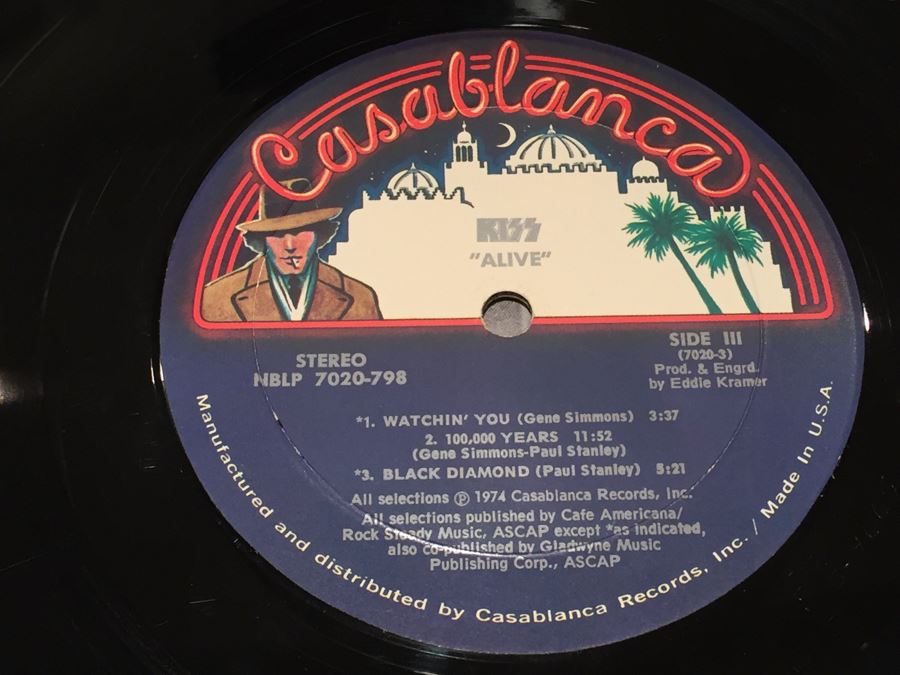 Casablanca
KISS
"ALIVE"
STEREO
NBLP 7020-798
SIDE III
(7020-3)
Prod. & Engrd.
by Eddie Kramer
*1. WATCHIN' YOU (Gene Simmons) 3:37
2. 100,000 YEARS 11:52
(Gene Simmons-Paul Stanley)
*3. BLACK DIAMOND (Paul Stanley) 5:21
All selections ℗ 1974 Casablanca Records, Inc.
All selections published by Cafe Americana/
Rock Steady Music, ASCAP except *as indicated,
also co-published by Gladwyne Music
Publishing Corp., ASCAP
Manufactured and distributed by Casablanca Records, Inc. / Made In U.S.A.